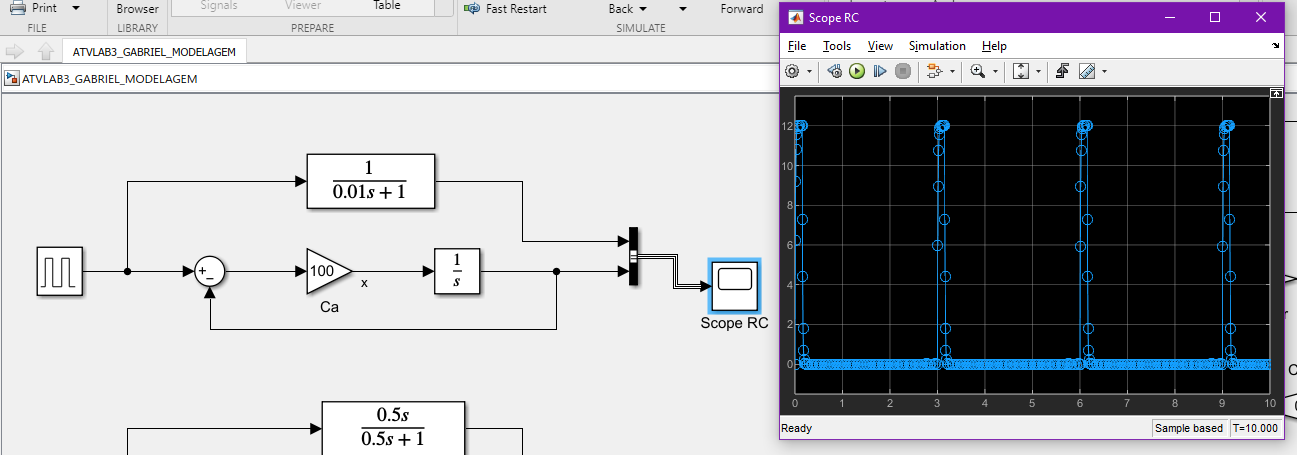 Print
Browser
Signals
Viewer
Table
Fast Restart
Back
Forward
FILE
LIBRARY
PREPARE
SIMULATE
ATVLAB3_GABRIEL_MODELAGEM
ATVLAB3_GABRIEL_MODELAGEM
1
0.01s + 1
+
−
100
x
1
s
Ca
Scope RC
0.5s
0.5s + 1
Scope RC
File Tools View Simulation Help
12
10
8
6
4
2
0
0 1 2 3 4 5 6 7 8 9 10
Ready
Sample based
T=10.000